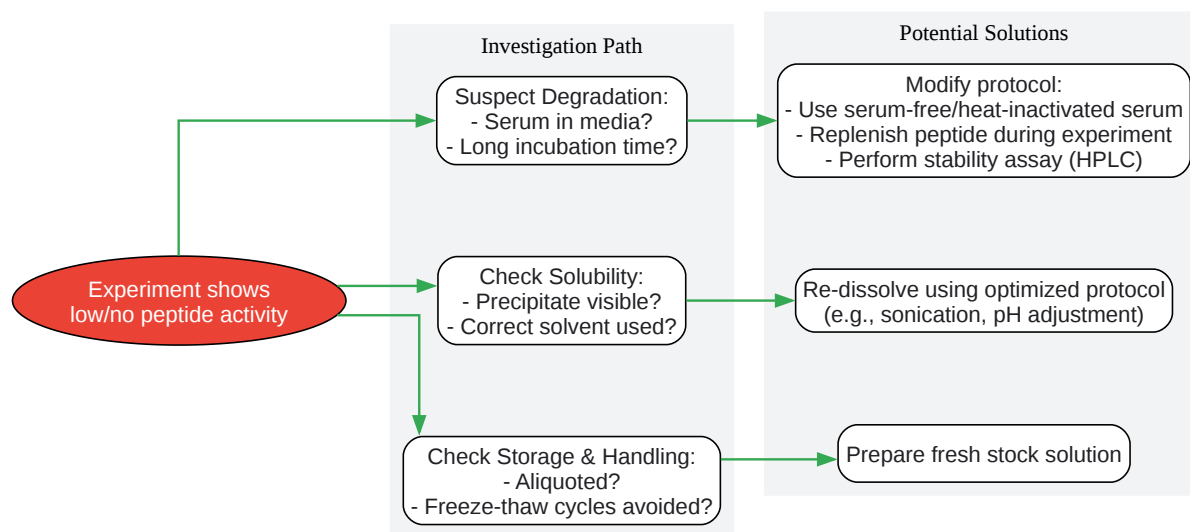 Investigation Path
Potential Solutions
Suspect Degradation:
- Serum in media?
- Long incubation time?
Modify protocol:
- Use serum-free/heat-inactivated serum
- Replenish peptide during experiment
- Perform stability assay (HPLC)
Experiment shows
low/no peptide activity
Check Solubility:
- Precipitate visible?
- Correct solvent used?
Re-dissolve using optimized protocol
(e.g., sonication, pH adjustment)
Check Storage & Handling:
- Aliquoted?
- Freeze-thaw cycles avoided?
Prepare fresh stock solution